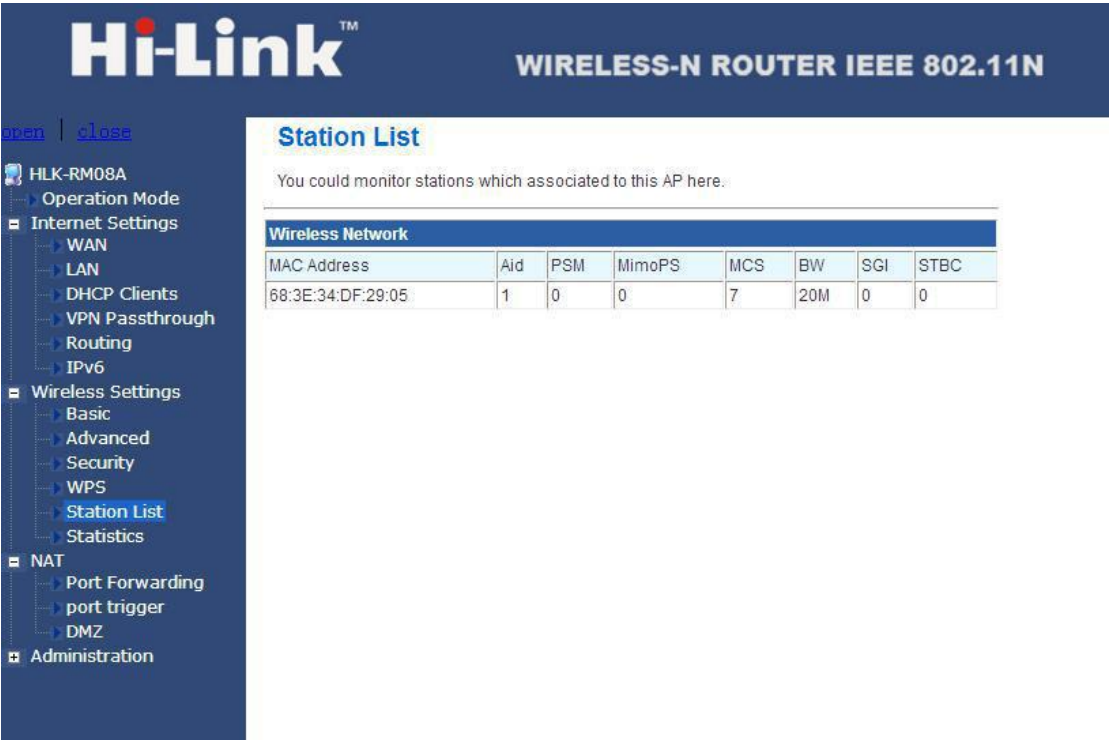 Hi-Link™
WIRELESS-N ROUTER IEEE 802.11N
open | close
HLK-RM08A
Operation Mode
Internet Settings
WAN
LAN
DHCP Clients
VPN Passthrough
Routing
IPv6
Wireless Settings
Basic
Advanced
Security
WPS
Station List
Statistics
NAT
Port Forwarding
port trigger
DMZ
Administration
Station List
You could monitor stations which associated to this AP here.
Wireless Network
MAC Address Aid PSM MimoPS MCS BW SGI STBC
68:3E:34:DF:29:05 1 0 0 7 20M 0 0